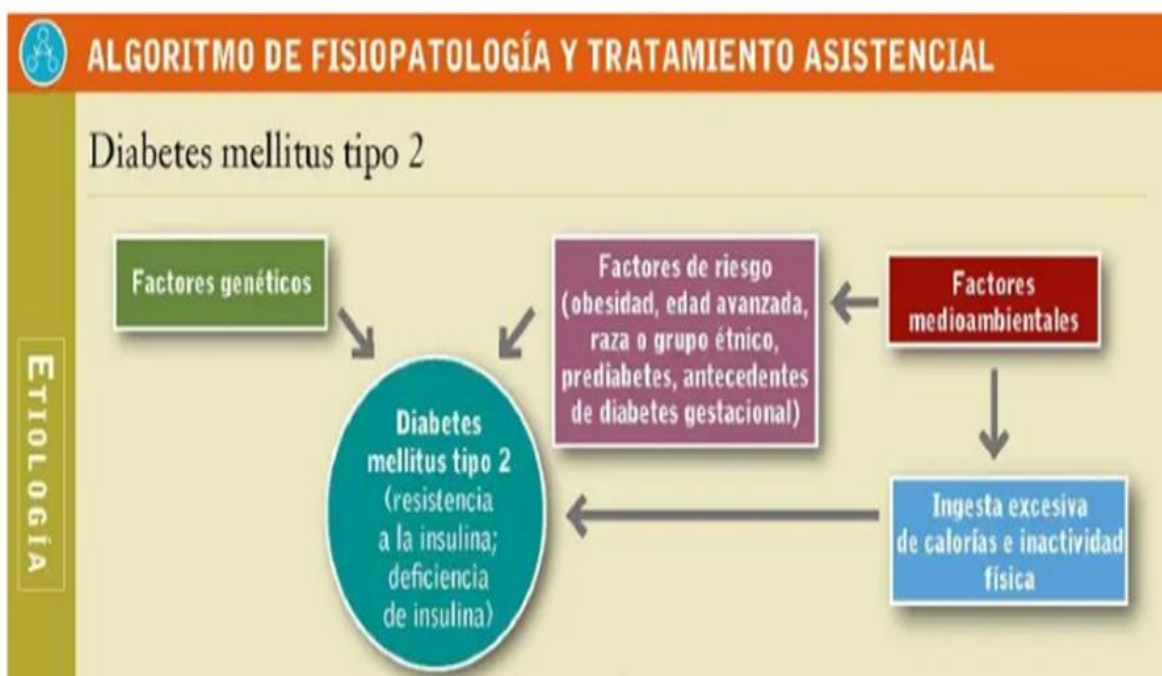 ALGORITMO DE FISIOPATOLOGÍA Y TRATAMIENTO ASISTENCIAL
ETIOLOGÍA
Diabetes mellitus tipo 2
Factores genéticos
Factores de riesgo
(obesidad, edad avanzada,
raza o grupo étnico,
prediabetes, antecedentes
de diabetes gestacional)
Factores
medioambientales
Diabetes
mellitus tipo 2
(resistencia
a la insulina;
deficiencia
de insulina)
Ingesta excesiva
de calorías e inactividad
física